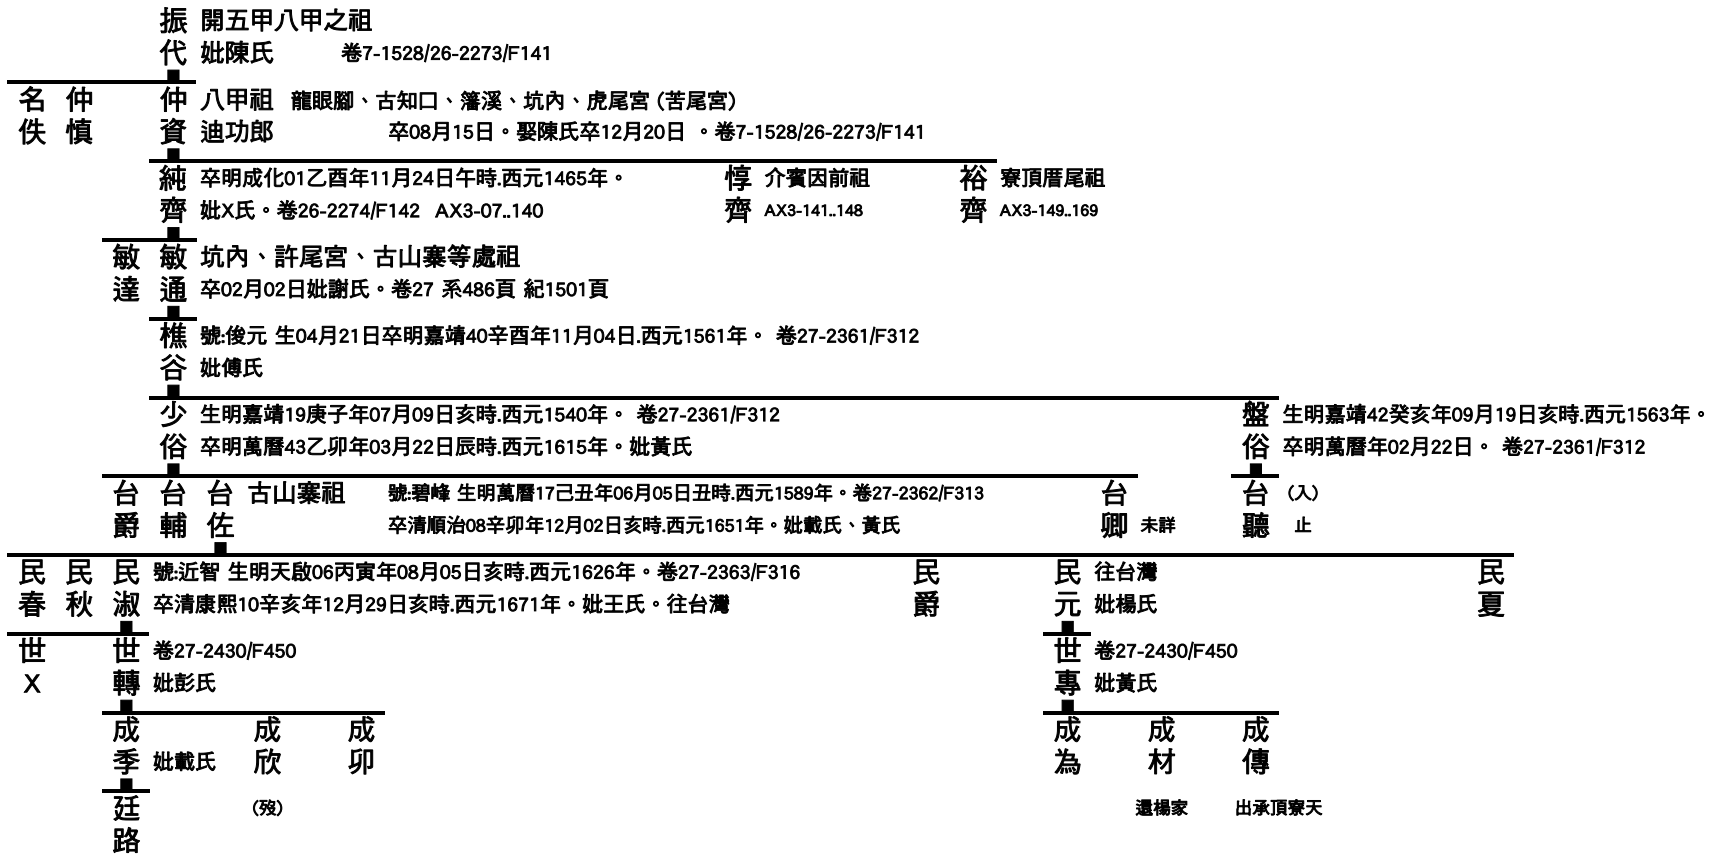 振代 開五甲八甲之祖
妣陳氏 卷7-1528/26-2273/F141
名佚 仲慎 仲資 八甲祖 龍眼腳、古知口、籓溪、坑內、虎尾宮 (苦尾宮)
迪功郎 卒08月15日。娶陳氏卒12月20日 。卷7-1528/26-2273/F141
純齊 卒明成化01乙酉年11月24日午時.西元1465年。 惇齊 介賓因前祖 裕齊 寮頂厝尾祖
妣X氏。卷26-2274/F142 AX3-07..140 AX3-141..148 AX3-149..169
敏達 敏通 坑內、許尾宮、古山寨等處祖
卒02月02日妣謝氏。卷27 系486頁 紀1501頁
樵谷 號:俊元 生04月21日卒明嘉靖40辛酉年11月04日.西元1561年。 卷27-2361/F312
妣傅氏
少俗 生明嘉靖19庚子年07月09日亥時.西元1540年。 卷27-2361/F312 盤俗 生明嘉靖42癸亥年09月19日亥時.西元1563年。
卒明萬曆43乙卯年03月22日辰時.西元1615年。妣黃氏 卒明萬曆年02月22日。 卷27-2361/F312
台爵 台輔 台佐 古山寨祖 號:碧峰 生明萬曆17己丑年06月05日丑時.西元1589年。卷27-2362/F313 台卿 台聽 (入)
卒清順治08辛卯年12月02日亥時.西元1651年。妣戴氏、黃氏 未詳 止
民春 民秋 民淑 號:近智 生明天啟06丙寅年08月05日亥時.西元1626年。卷27-2363/F316 民爵 民元 往台灣 民夏
卒清康熙10辛亥年12月29日亥時.西元1671年。妣王氏。往台灣 妣楊氏
世X 世轉 卷27-2430/F450 世專 卷27-2430/F450
妣彭氏 妣黃氏
成季 妣戴氏 成欣 成卯 成為 成材 成傳
廷路 (歿) 還楊家 出承頂寮天